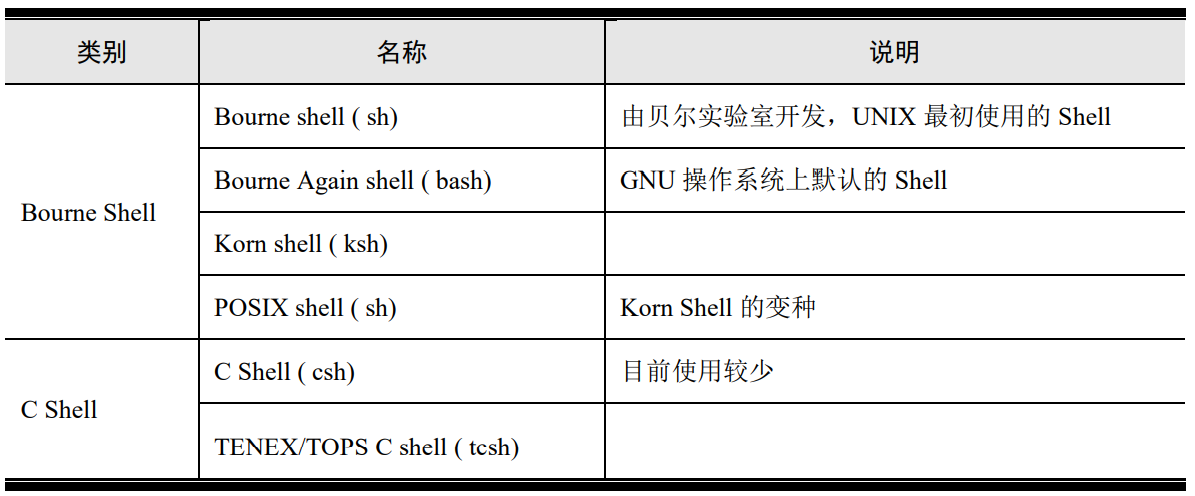 类别 名称 说明
Bourne Shell
Bourne shell ( sh) 由贝尔实验室开发，UNIX 最初使用的 Shell
Bourne Again shell ( bash) GNU 操作系统上默认的 Shell
Korn shell ( ksh)
POSIX shell ( sh) Korn Shell 的变种
C Shell
C Shell ( csh) 目前使用较少
TENEX/TOPS C shell ( tcsh)